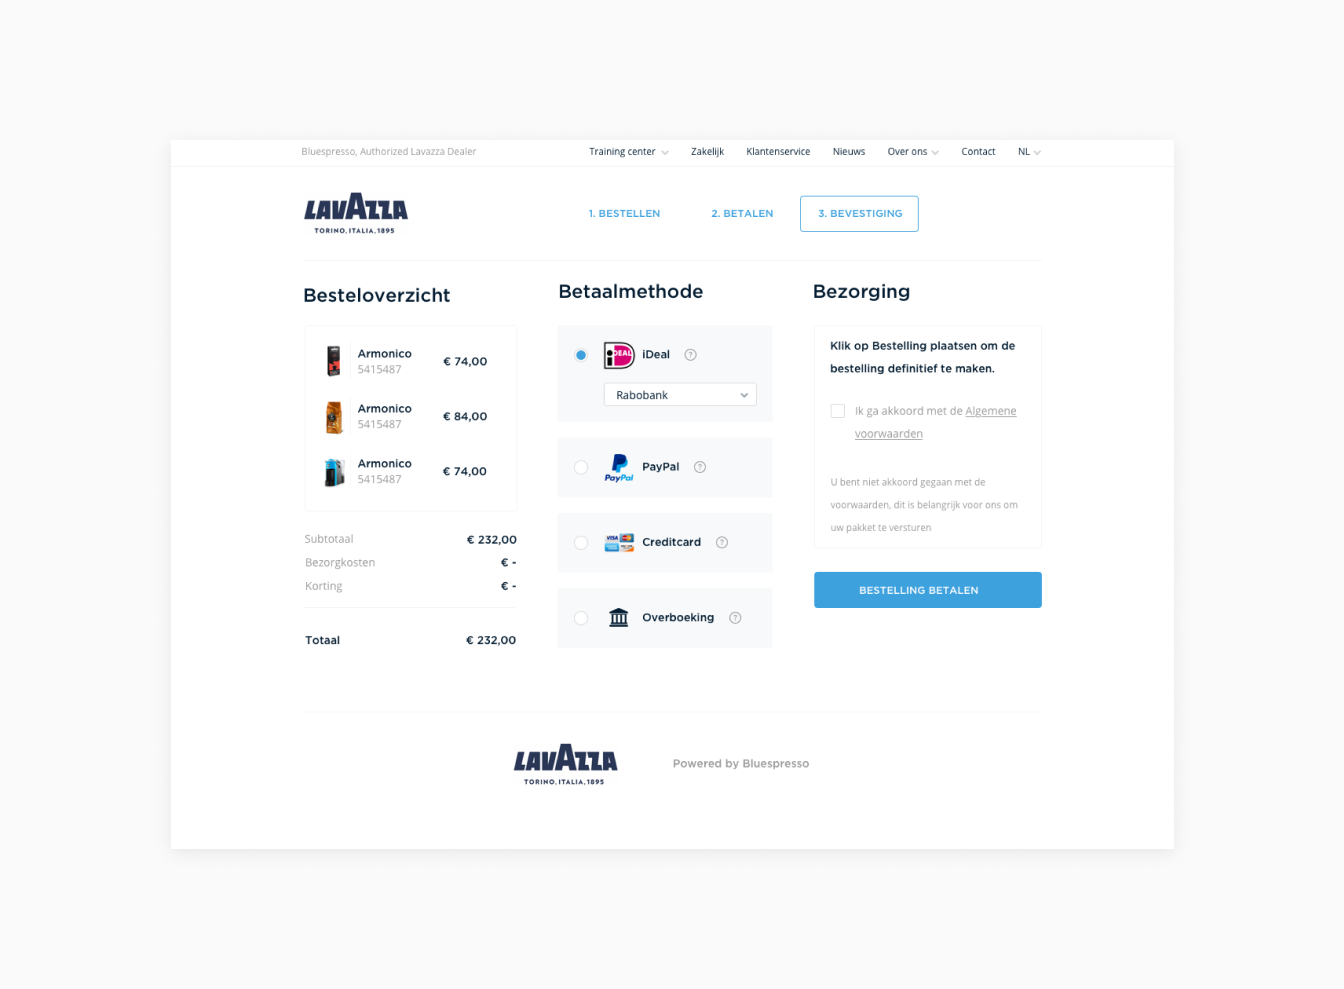 Bluespresso, Authorized Lavazza Dealer
Training center
Zakelijk
Klantenservice
Nieuws
Over ons
Contact
NL
LAVAZZA
TORINO, ITALIA, 1895
1. BESTELLEN
2. BETALEN
3. BEVESTIGING
Besteloverzicht
Armonico
5415487
€ 74,00
Armonico
5415487
€ 84,00
Armonico
5415487
€ 74,00
Subtotaal € 232,00
Bezorgkosten € -
Korting € -
Totaal € 232,00
Betaalmethode
iDEAL
iDeal ?
Rabobank
PayPal
PayPal ?
VISA
Creditcard ?
Overboeking ?
Bezorging
Klik op Bestelling plaatsen om de
bestelling definitief te maken.
Ik ga akkoord met de Algemene
voorwaarden
U bent niet akkoord gegaan met de
voorwaarden, dit is belangrijk voor ons om
uw pakket te versturen
BESTELLING BETALEN
LAVAZZA
TORINO, ITALIA, 1895
Powered by Bluespresso